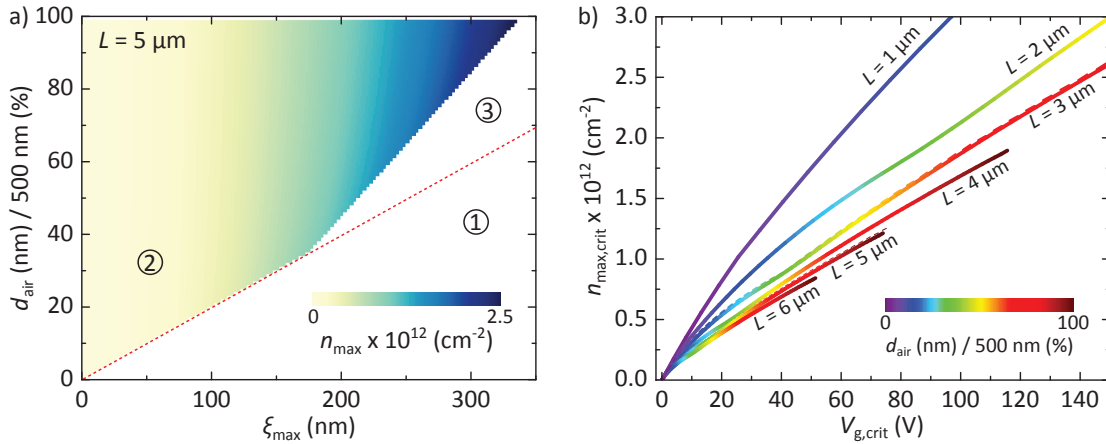 a)
L = 5 μm
d_air (nm) / 500 nm (%)
100
80
60
40
20
0
③
①
②
0
2.5
n_max x 10^12 (cm^-2)
0
100
200
300
ξ_max (nm)
b)
n_max,crit x 10^12 (cm^-2)
3.0
2.5
2.0
1.5
1.0
0.5
0.0
L = 1 μm
L = 2 μm
L = 3 μm
L = 4 μm
L = 5 μm
L = 6 μm
0
100
d_air (nm) / 500 nm (%)
0
20
40
60
80
100
120
140
V_g,crit (V)